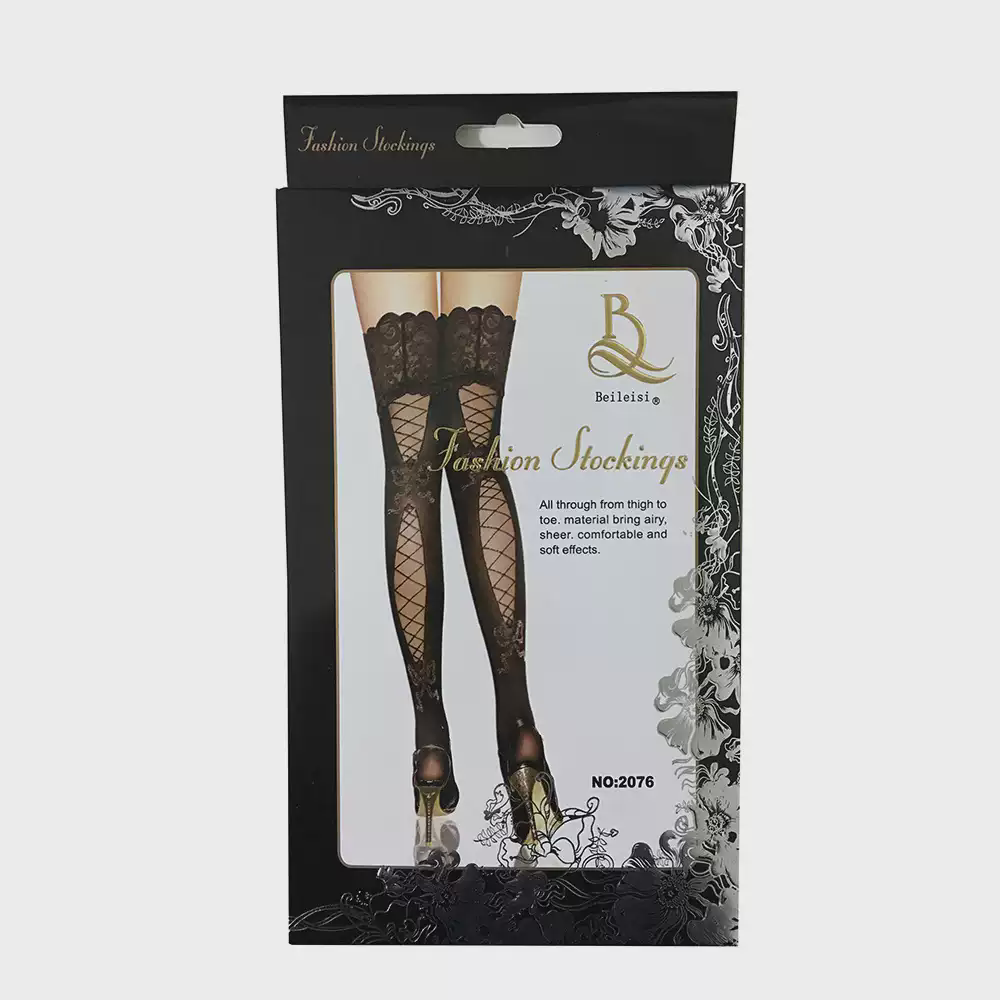 Fashion Stockings
B
Beileisi®
Fashion Stockings
All through from thigh to
toe. material bring airy,
sheer. comfortable and
soft effects.
NO:2076